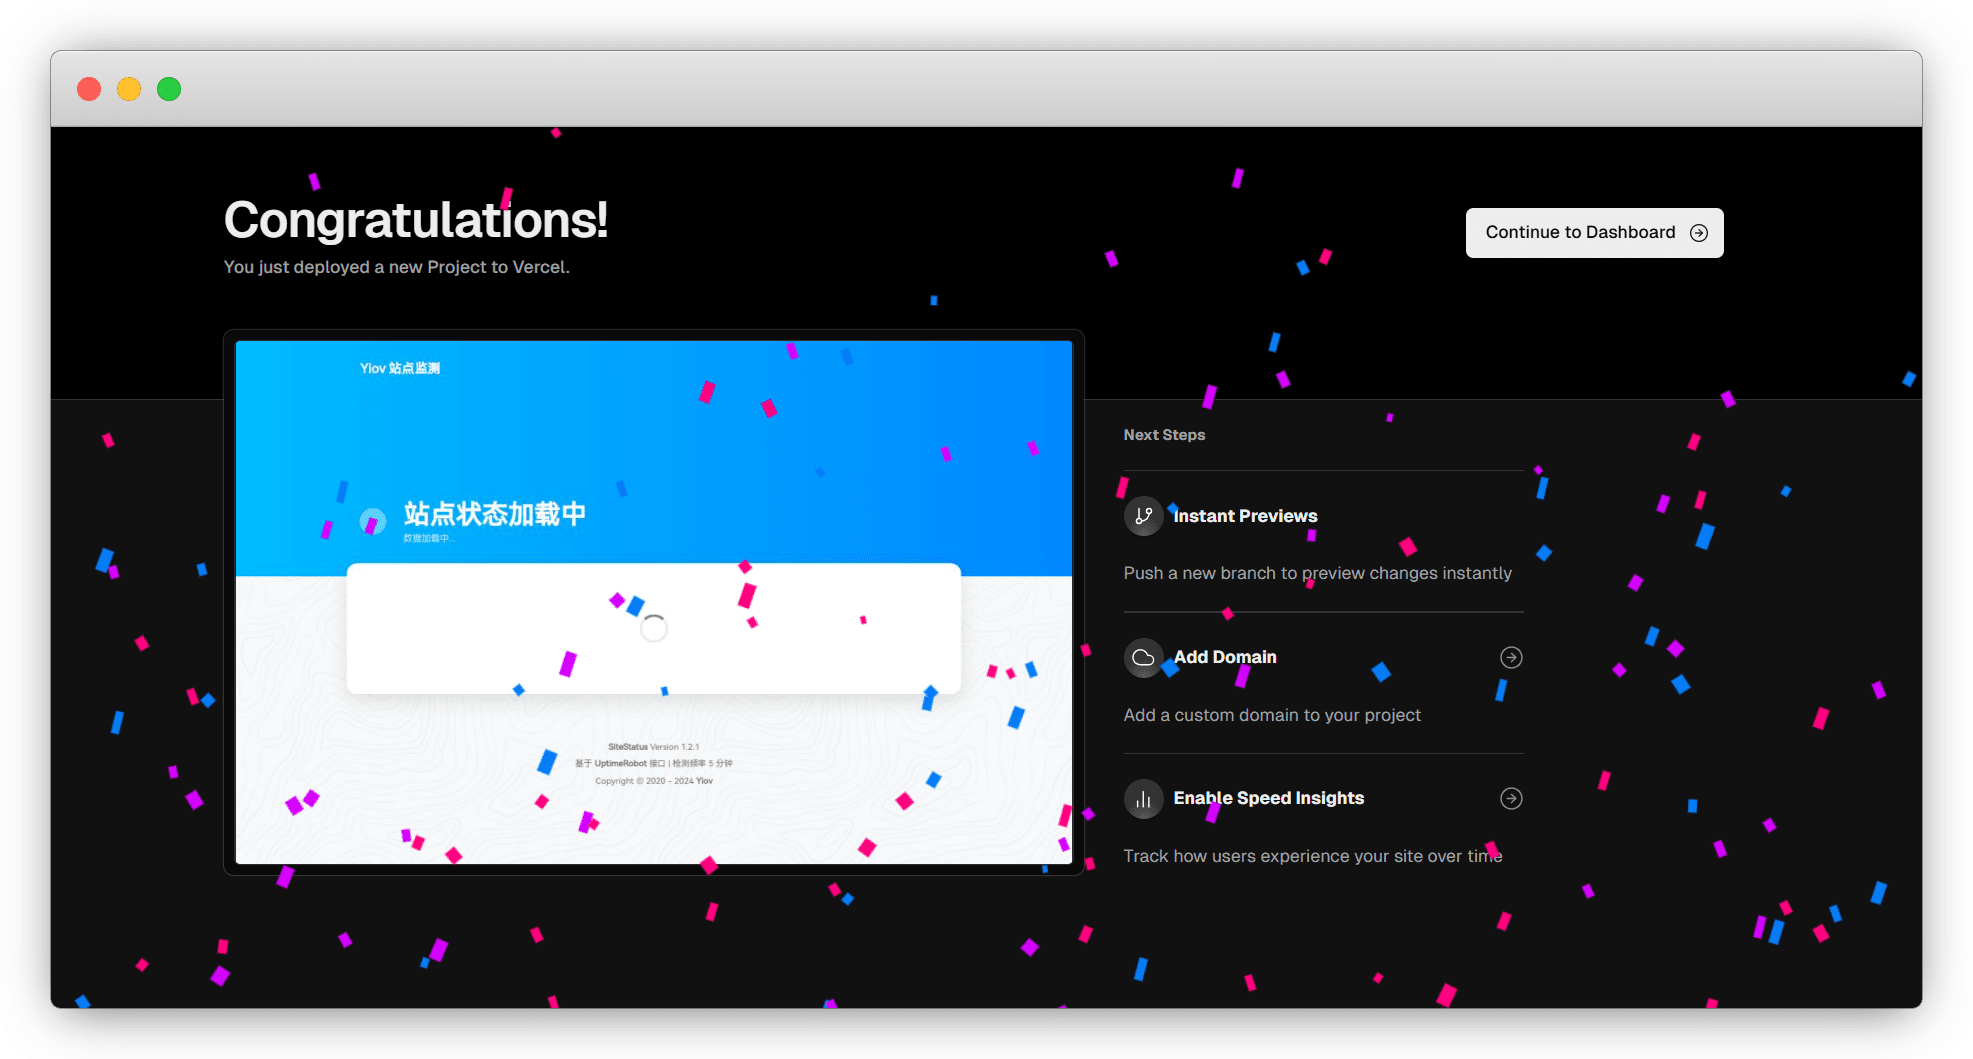 Congratulations!
You just deployed a new Project to Vercel.
Continue to Dashboard
Yiov 站点监测
站点状态加载中
数据加载中...
SiteStatus Version 1.2.1
基于 UptimeRobot 接口 | 检测频率 5 分钟
Copyright © 2020 - 2024 Yiov
Next Steps
Instant Previews
Push a new branch to preview changes instantly
Add Domain
Add a custom domain to your project
Enable Speed Insights
Track how users experience your site over time